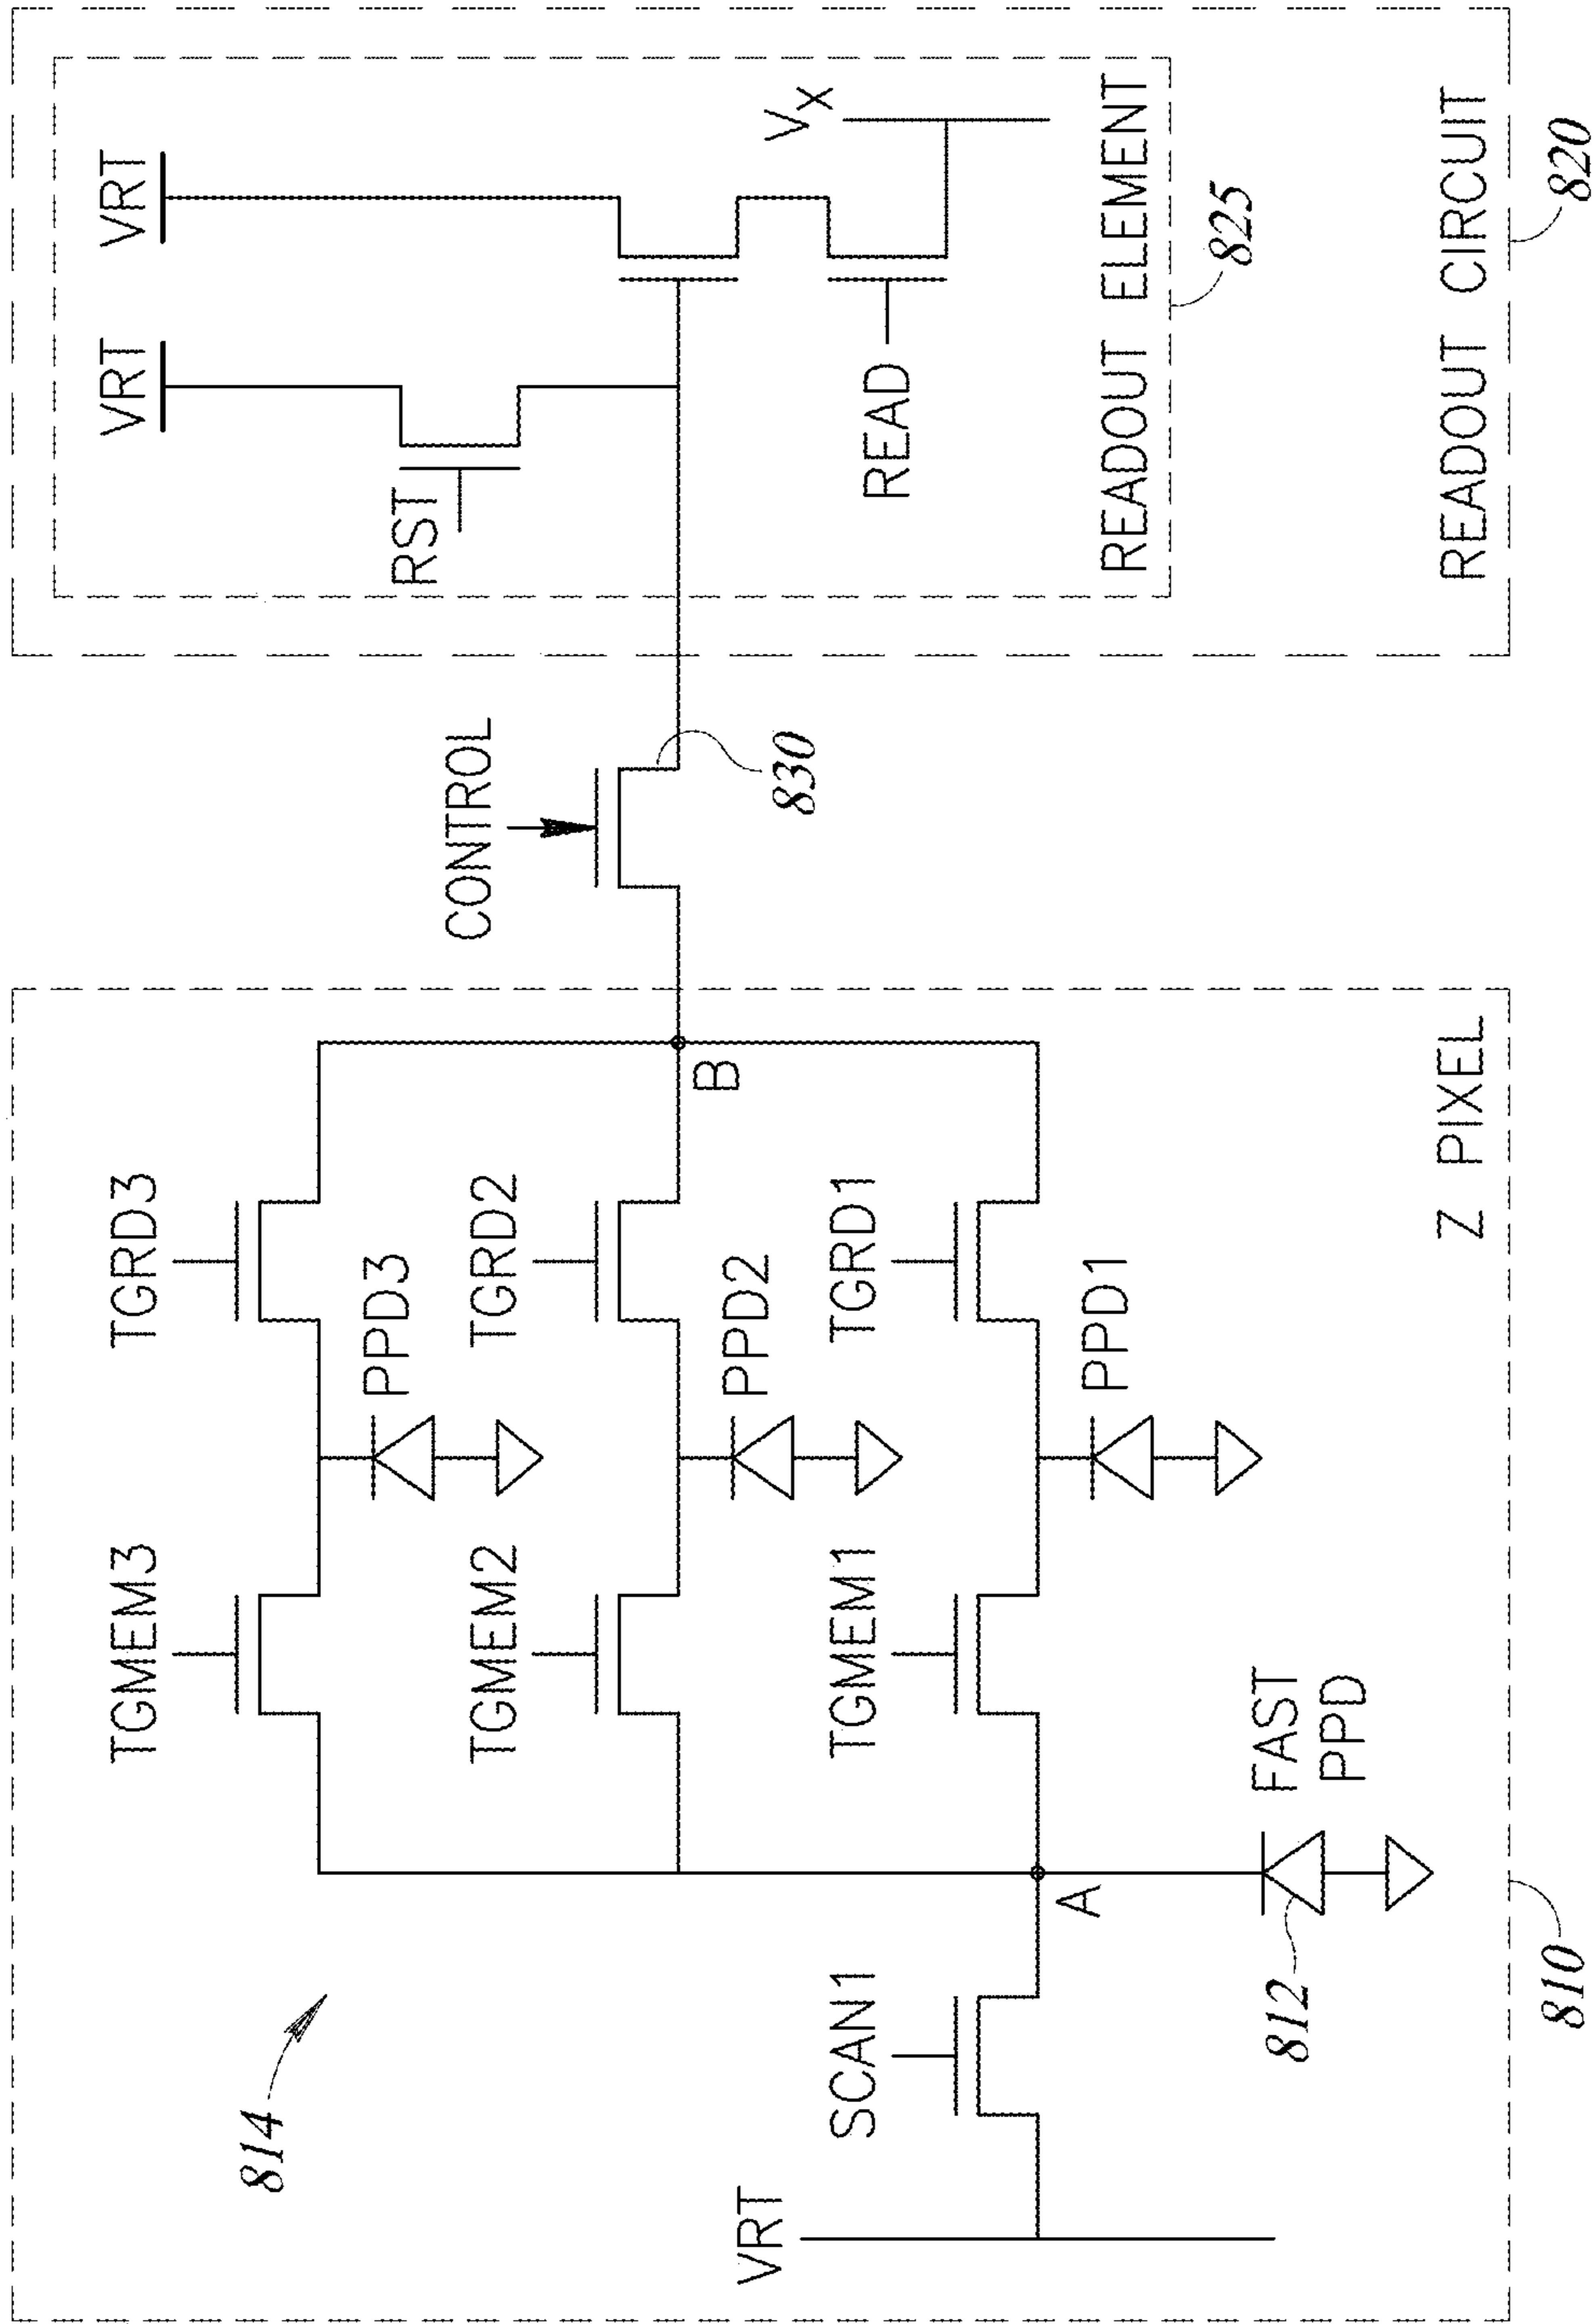 VRT
VRT
RST
READ
VX
READOUT ELEMENT
825
READOUT CIRCUIT
820
CONTROL
830
814
TGMEM3
TGRD3
PPD3
TGMEM2
TGRD2
PPD2
B
TGMEM1
TGRD1
PPD1
VRT
SCAN1
A
FAST
PPD
812
Z PIXEL
810